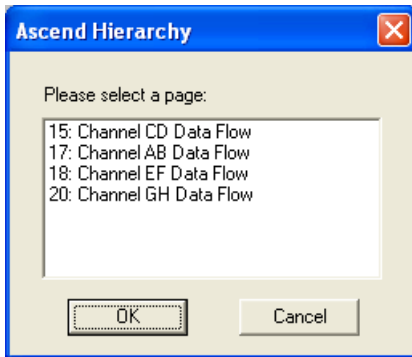 Ascend Hierarchy
Please select a page:
15: Channel CD Data Flow
17: Channel AB Data Flow
18: Channel EF Data Flow
20: Channel GH Data Flow
OK Cancel